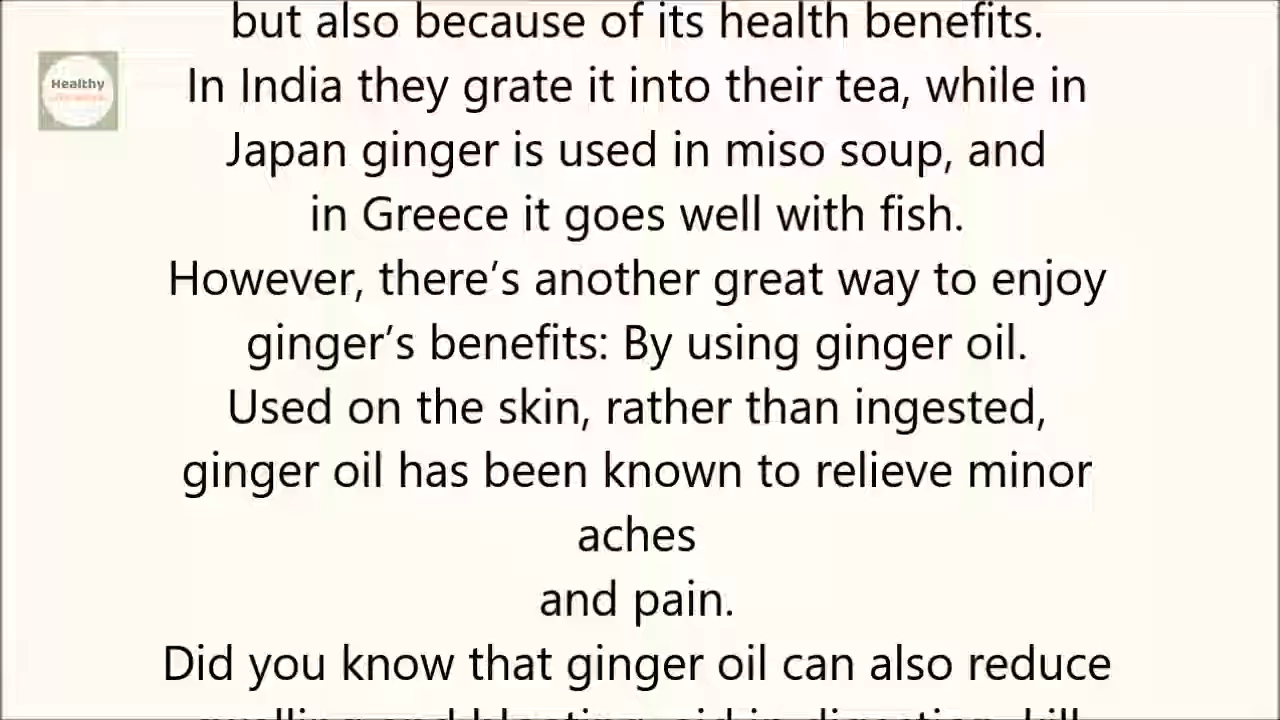 but also because of its health benefits.
Healthy
In India they grate it into their tea, while in
Japan ginger is used in miso soup, and
in Greece it goes well with fish.
However, there’s another great way to enjoy
ginger’s benefits: By using ginger oil.
Used on the skin, rather than ingested,
ginger oil has been known to relieve minor
aches
and pain.
Did you know that ginger oil can also reduce